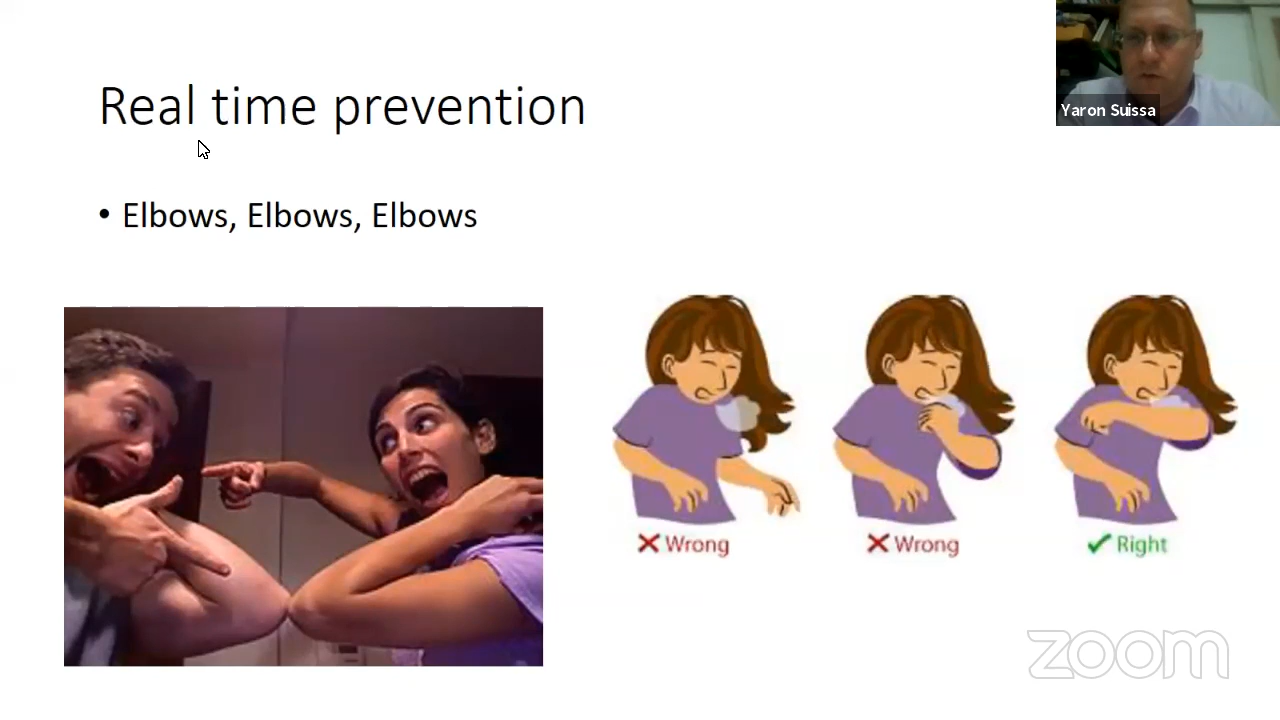 Real time prevention
• Elbows, Elbows, Elbows
Yaron Suissa
Wrong
Wrong
Right
zoom